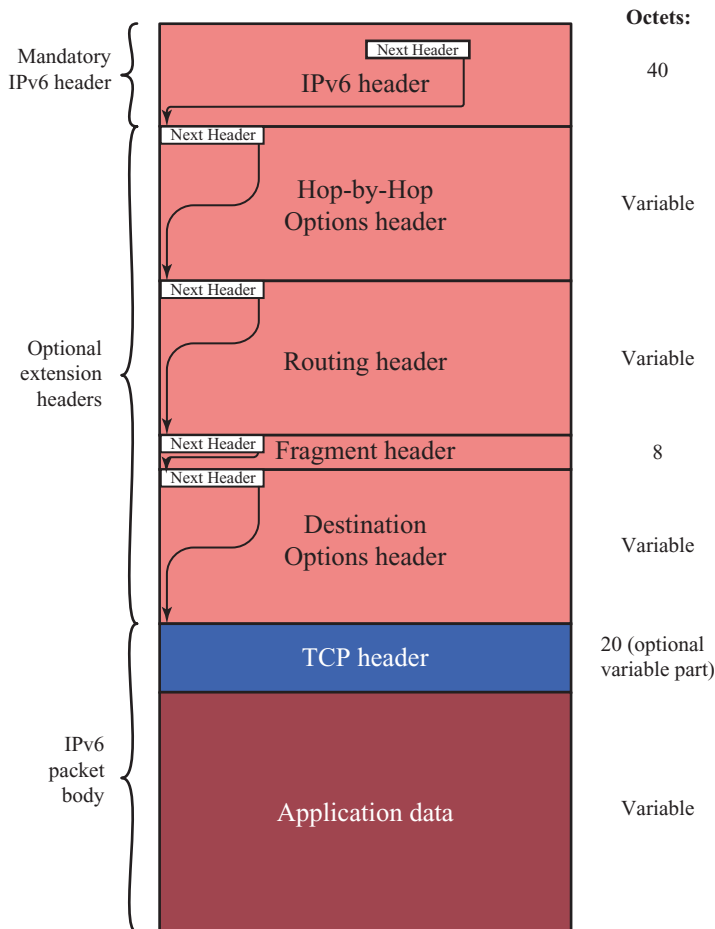 Octets:
Mandatory
IPv6 header
Next Header
IPv6 header
40
Next Header
Hop-by-Hop
Options header
Variable
Optional
extension
headers
Next Header
Routing header
Variable
Next Header
Fragment header
8
Next Header
Destination
Options header
Variable
TCP header
20 (optional
variable part)
IPv6
packet
body
Application data
Variable